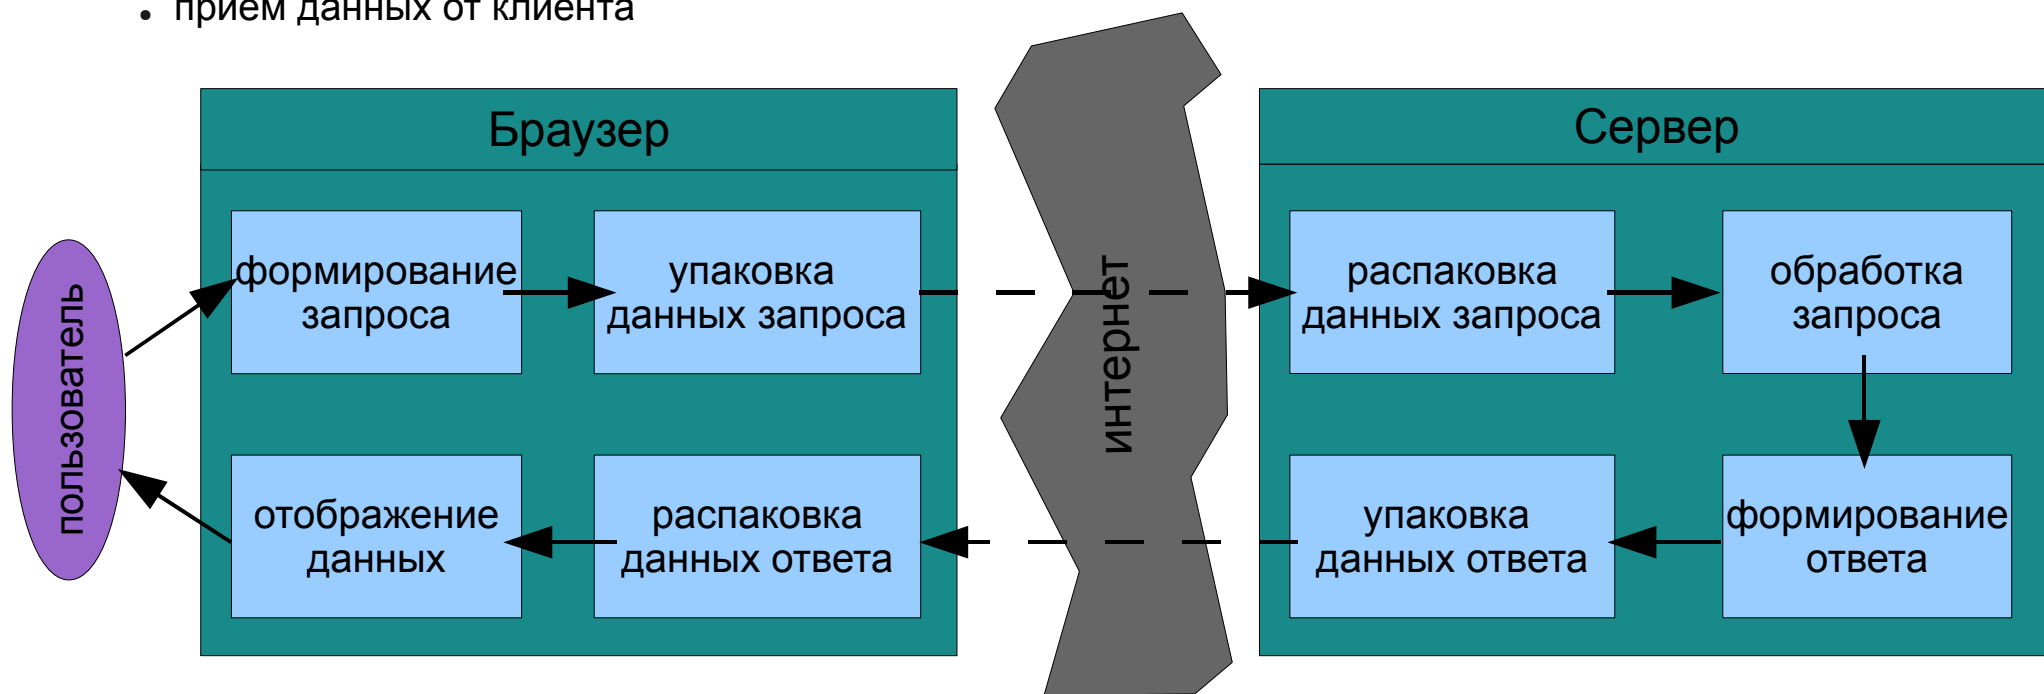 • прием данных от клиента
Браузер
Сервер
пользователь
формирование
запроса
упаковка
данных запроса
интернет
распаковка
данных запроса
обработка
запроса
отображение
данных
распаковка
данных ответа
упаковка
данных ответа
формирование
ответа